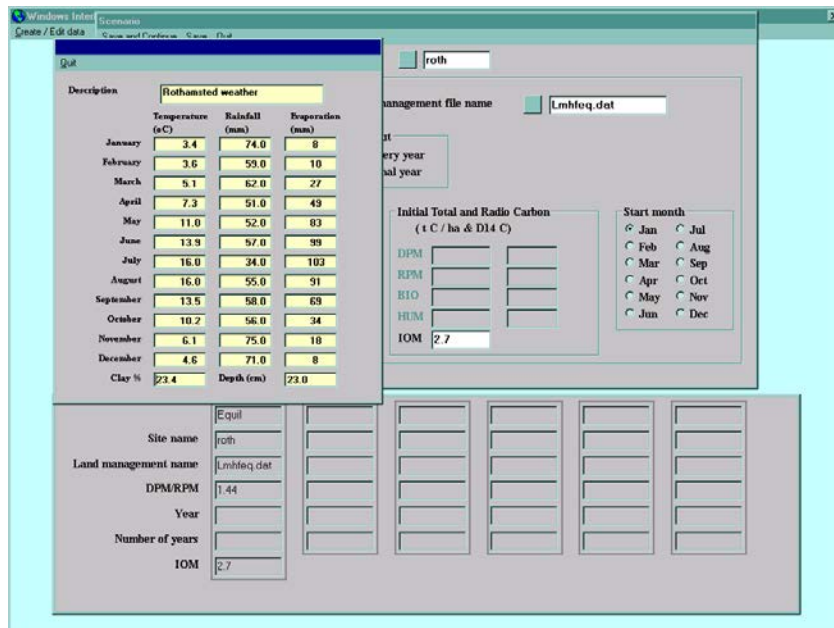 Windows Inter
Scenario
Create / Edit data
Save and Continue Save Quit
Quit
roth
Description Rothamsted weather
anagement file name Lmhfeq.dat
Temperature Rainfall Evaporation
(oC) (mm) (mm)
January 3.4 74.0 8
February 3.6 59.0 10
March 5.1 62.0 27
April 7.3 51.0 49
May 11.0 52.0 83
June 13.9 57.0 99
July 16.0 34.0 103
August 16.0 55.0 91
September 13.5 58.0 69
October 10.2 56.0 34
November 6.1 75.0 18
December 4.6 71.0 8
Clay % 23.4 Depth (cm) 23.0
ut
ery year
nal year
Initial Total and Radio Carbon
( t C / ha & D14 C)
DPM
RPM
BIO
HUM
IOM 2.7
Start month
Jan Jul
Feb Aug
Mar Sep
Apr Oct
May Nov
Jun Dec
Equil
Site name roth
Land management name Lmhfeq.dat
DPM/RPM 1.44
Year
Number of years
IOM 2.7